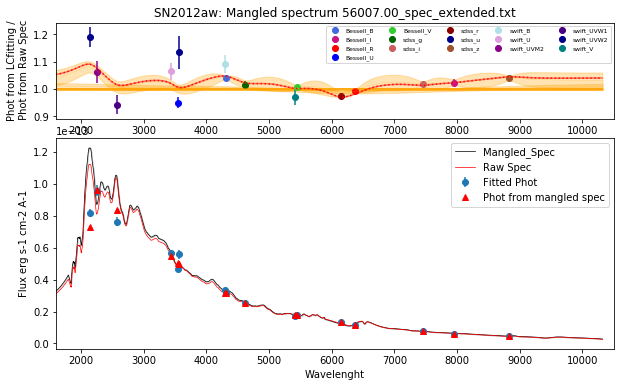 SN2012aw: Mangled spectrum 56007.00_spec_extended.txt
Phot from LCfitting /
Phot from Raw Spec
1.2
1.1
1.0
0.9
Bessell_B
Bessell_I
Bessell_R
Bessell_U
Bessell_V
sdss_g
sdss_i
sdss_r
sdss_u
sdss_z
swift_B
swift_U
swift_UVM2
swift_UVW1
swift_UVW2
swift_V
2000 3000 4000 5000 6000 7000 8000 9000 10000
1e−13
Flux erg s-1 cm-2 A-1
1.2
1.0
0.8
0.6
0.4
0.2
0.0
Mangled_Spec
Raw Spec
Fitted Phot
Phot from mangled spec
2000 3000 4000 5000 6000 7000 8000 9000 10000
Wavelenght